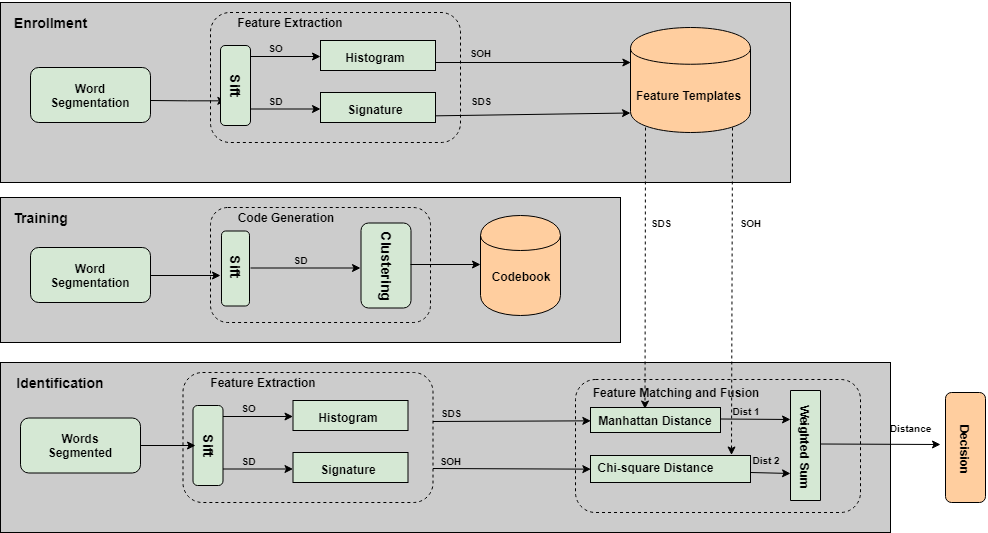 Enrollment
Feature Extraction
Word
Segmentation
Sift
SO
SD
Histogram
Signature
SOH
SDS
Feature Templates
Training
Code Generation
Word
Segmentation
Sift
SD
Clustering
Codebook
SDS
SOH
Identification
Feature Extraction
Words
Segmented
Sift
SO
SD
Histogram
Signature
SDS
SOH
Feature Matching and Fusion
Manhattan Distance
Chi-square Distance
Dist 1
Dist 2
Weighted Sum
Distance
Decision